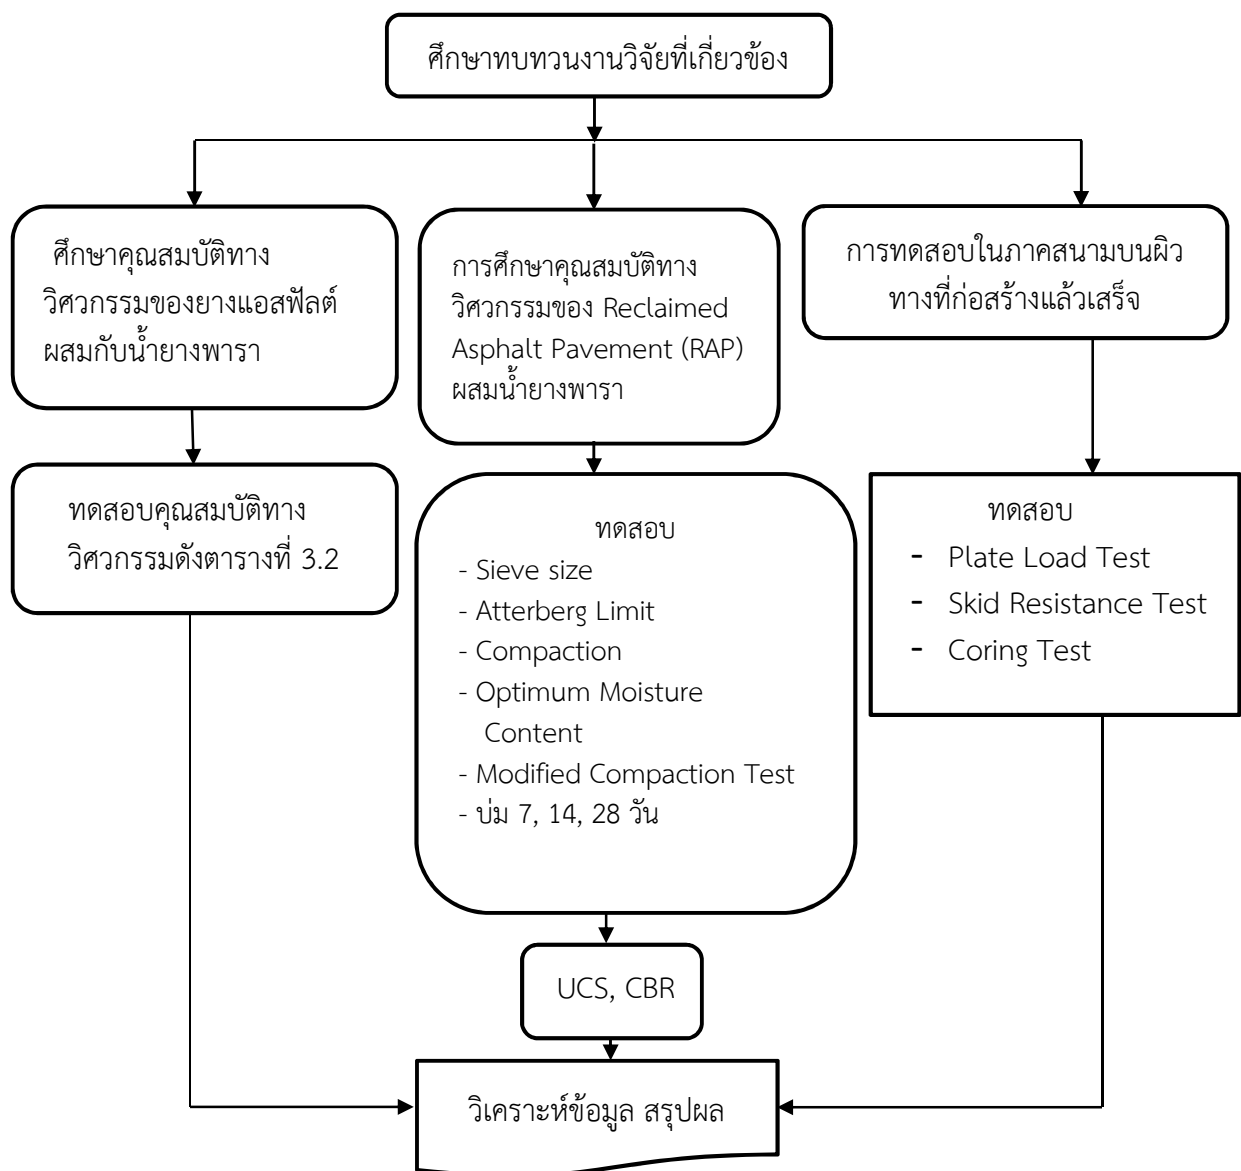 ศึกษาทบทวนงานวิจัยที่เกี่ยวข้อง
ศึกษาคุณสมบัติทาง
วิศวกรรมของยางแอสฟัลต์
ผสมกับน้ำยางพารา
การศึกษาคุณสมบัติทาง
วิศวกรรมของ Reclaimed
Asphalt Pavement (RAP)
ผสมน้ำยางพารา
การทดสอบในภาคสนามบนผิว
ทางที่ก่อสร้างแล้วเสร็จ
ทดสอบคุณสมบัติทาง
วิศวกรรมดังตารางที่ 3.2
ทดสอบ
- Sieve size
- Atterberg Limit
- Compaction
- Optimum Moisture
Content
- Modified Compaction Test
- บ่ม 7, 14, 28 วัน
ทดสอบ
- Plate Load Test
- Skid Resistance Test
- Coring Test
UCS, CBR
วิเคราะห์ข้อมูล สรุปผล